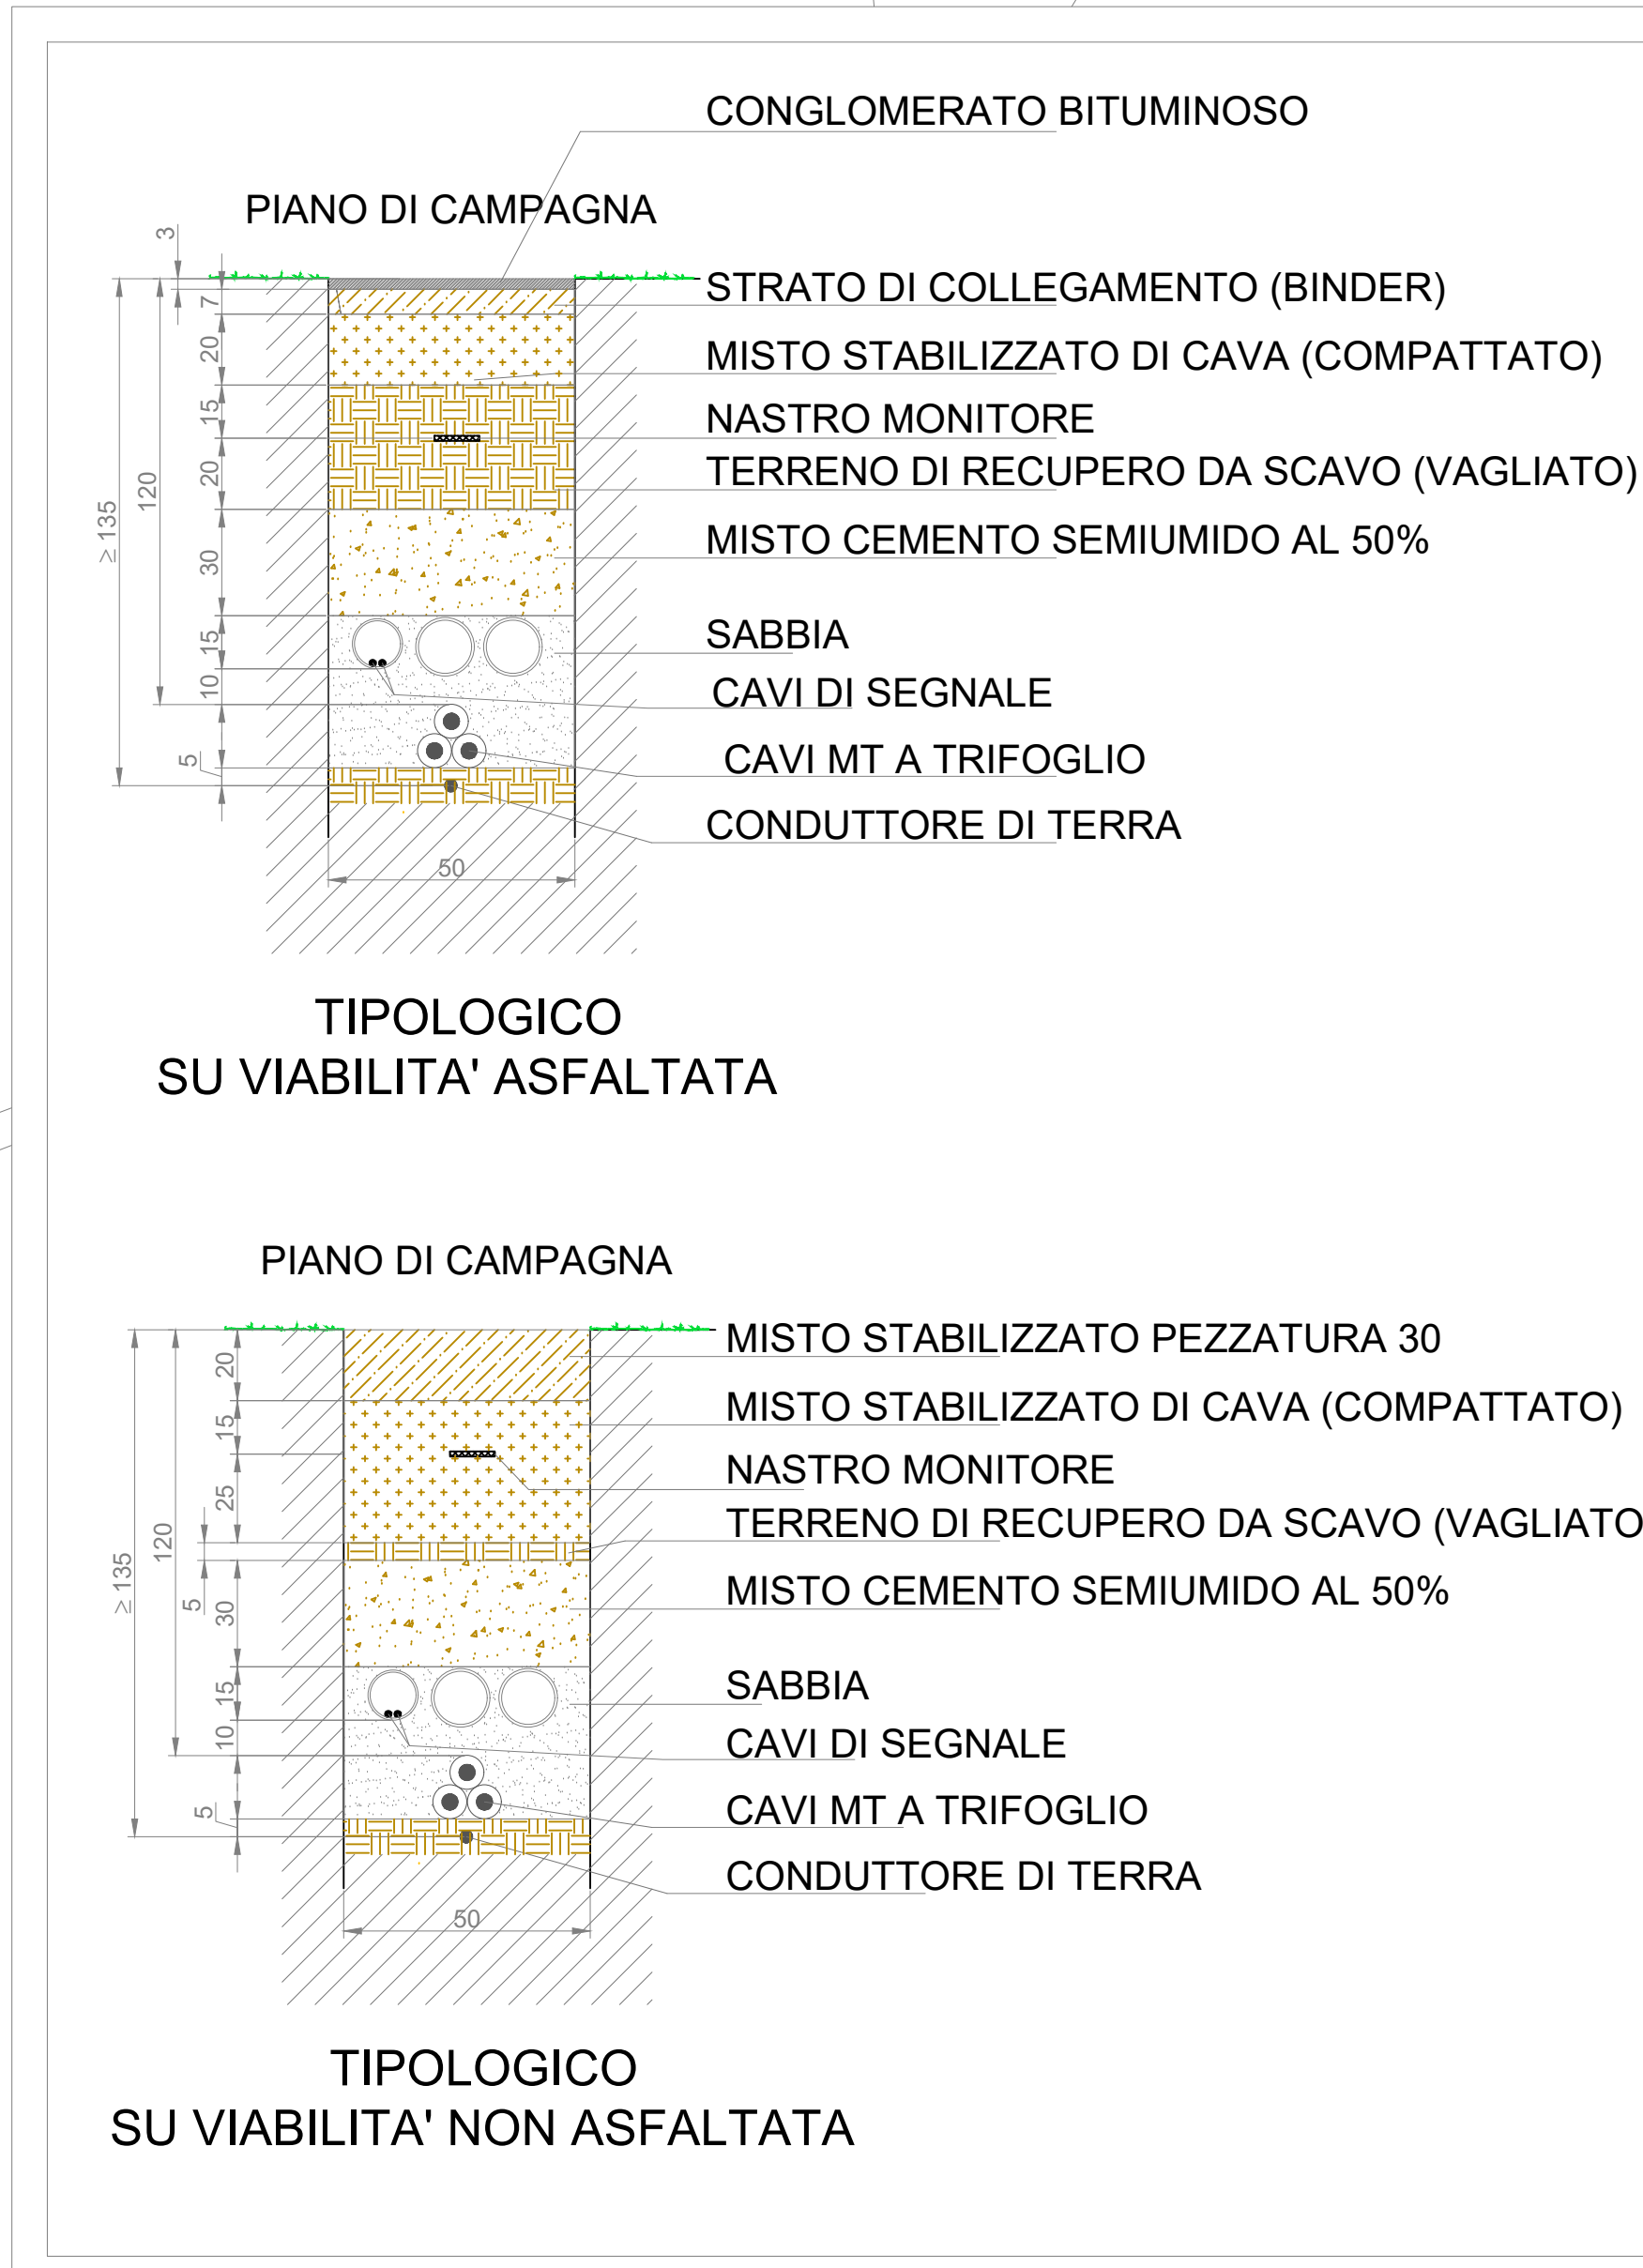 CONGLOMERATO BITUMINOSO
PIANO DI CAMPAGNA
3
STRATO DI COLLEGAMENTO (BINDER)
7
20
MISTO STABILIZZATO DI CAVA (COMPATTATO)
15
NASTRO MONITORE
20
TERRENO DI RECUPERO DA SCAVO (VAGLIATO)
120
≥ 135
30
MISTO CEMENTO SEMIUMIDO AL 50%
15
SABBIA
10
CAVI DI SEGNALE
5
CAVI MT A TRIFOGLIO
CONDUTTORE DI TERRA
50
TIPOLOGICO
SU VIABILITA' ASFALTATA
PIANO DI CAMPAGNA
20
MISTO STABILIZZATO PEZZATURA 30
15
MISTO STABILIZZATO DI CAVA (COMPATTATO)
NASTRO MONITORE
25
TERRENO DI RECUPERO DA SCAVO (VAGLIATO
120
≥ 135
5
30
MISTO CEMENTO SEMIUMIDO AL 50%
15
SABBIA
10
CAVI DI SEGNALE
5
CAVI MT A TRIFOGLIO
CONDUTTORE DI TERRA
50
TIPOLOGICO
SU VIABILITA' NON ASFALTATA